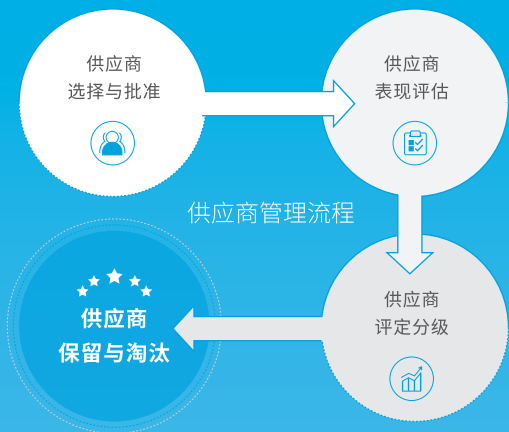 供应商
选择与批准
供应商
表现评估
供应商管理流程
供应商
评定分级
供应商
保留与淘汰